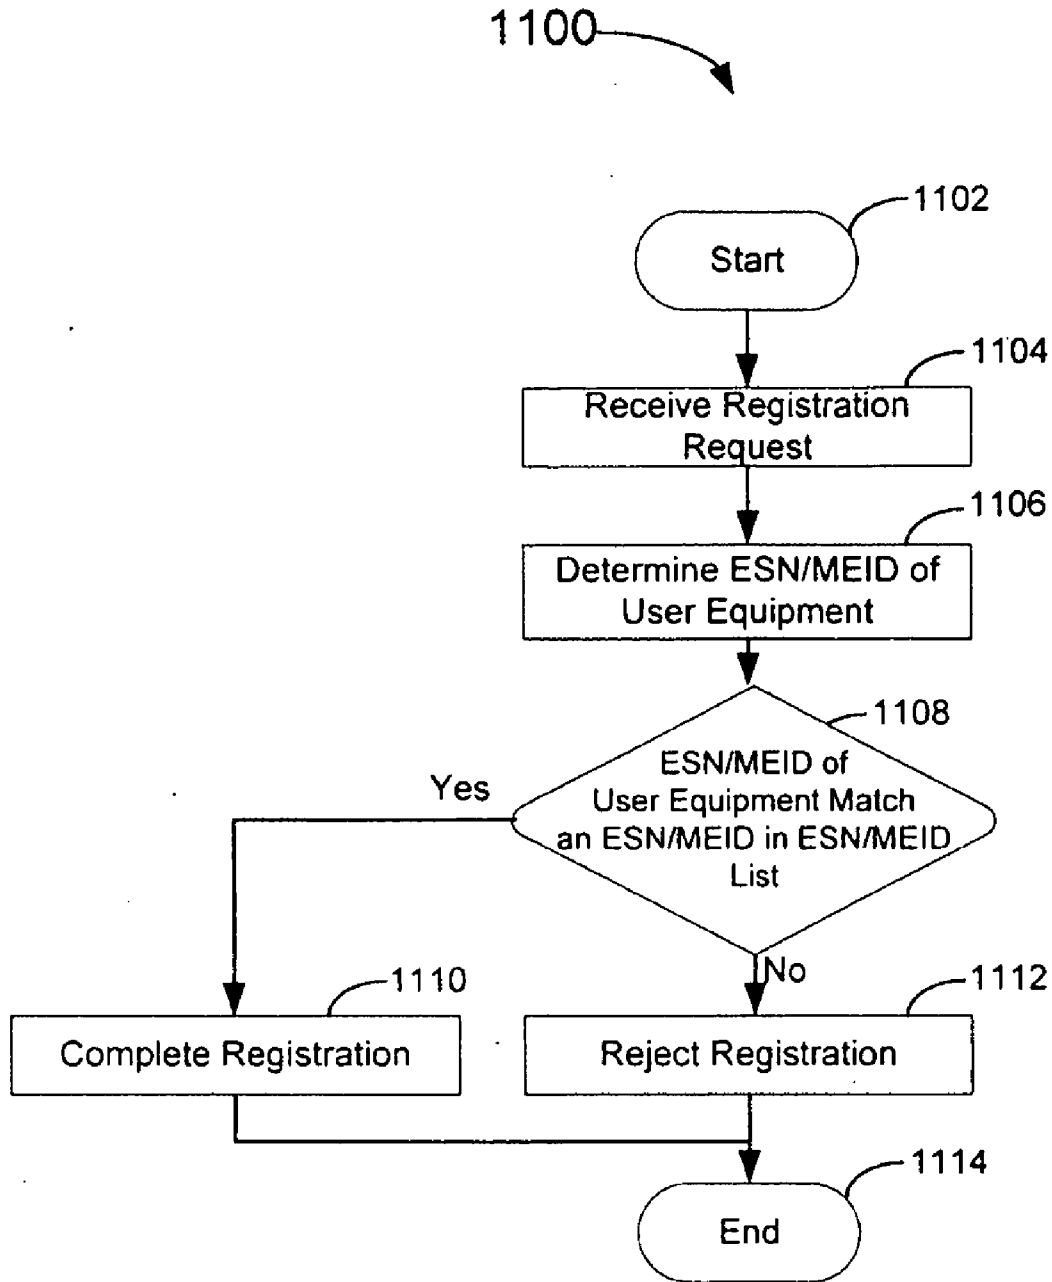 1100
1102
Start
1104
Receive Registration
Request
1106
Determine ESN/MEID of
User Equipment
1108
ESN/MEID of
User Equipment Match
an ESN/MEID in ESN/MEID
List
Yes
No
1110
Complete Registration
1112
Reject Registration
1114
End